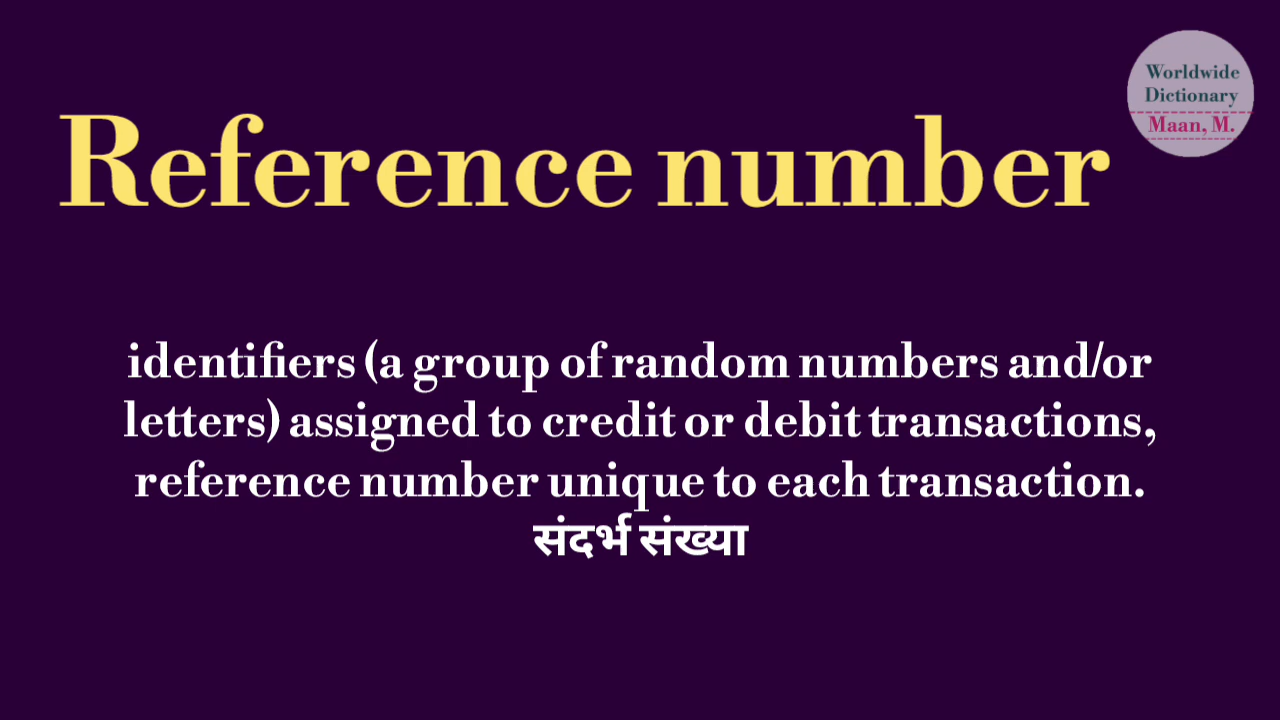 Worldwide
Dictionary
Maan, M.
Reference number
identifiers (a group of random numbers and/or
letters) assigned to credit or debit transactions,
reference number unique to each transaction.
संदर्भ संख्या